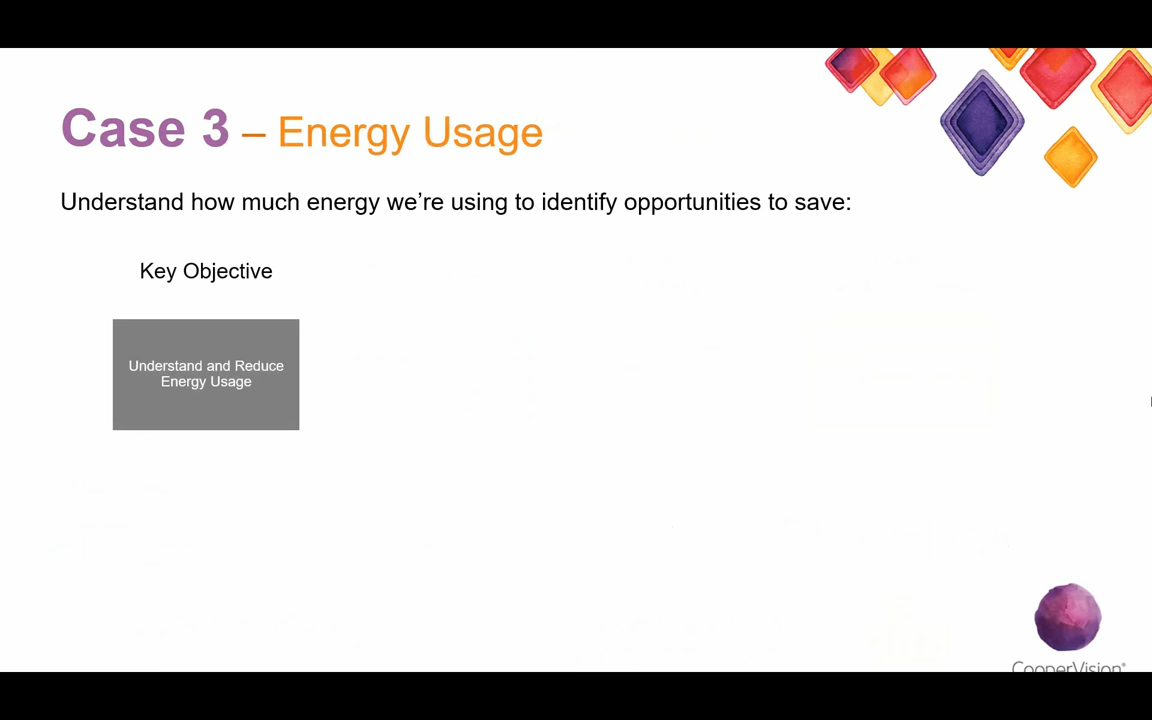 Case 3 – Energy Usage
Understand how much energy we’re using to identify opportunities to save:
Key Objective
Understand and Reduce
Energy Usage
CooperVision®